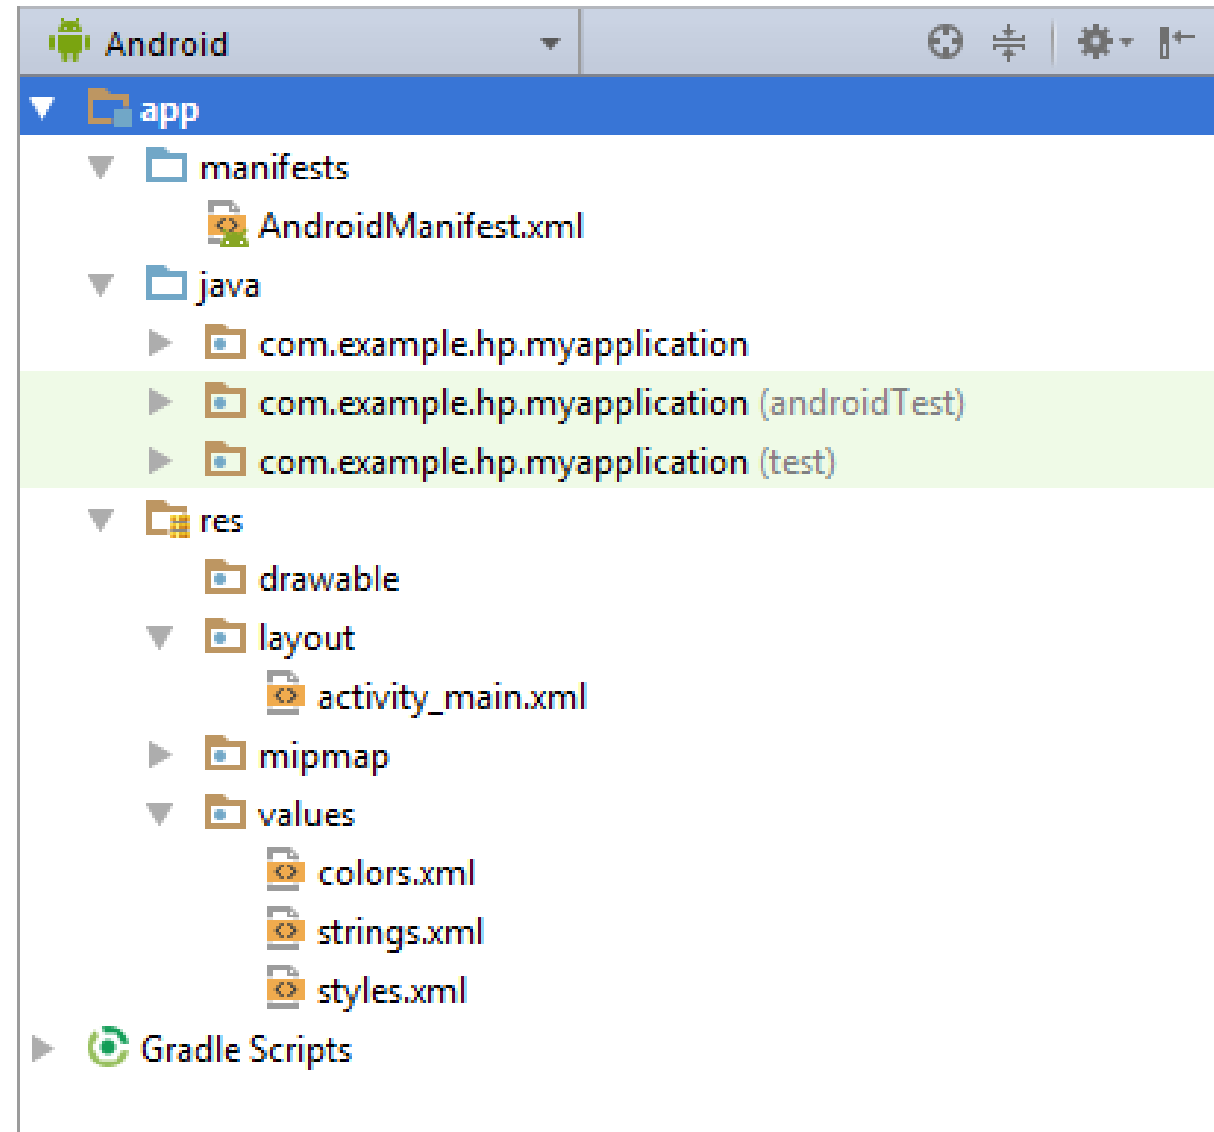 Android
app
manifests
AndroidManifest.xml
java
com.example.hp.myapplication
com.example.hp.myapplication (androidTest)
com.example.hp.myapplication (test)
res
drawable
layout
activity_main.xml
mipmap
values
colors.xml
strings.xml
styles.xml
Gradle Scripts